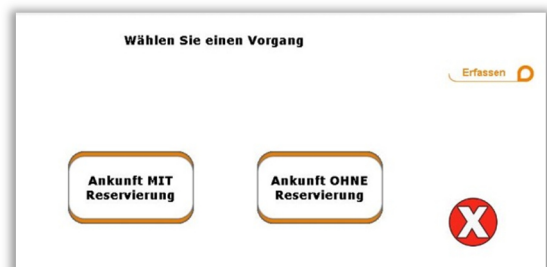 Wählen Sie einen Vorgang
Erfassen
Ankunft MIT
Reservierung
Ankunft OHNE
Reservierung
X